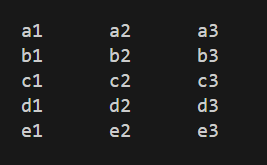 a1 a2 a3
b1 b2 b3
c1 c2 c3
d1 d2 d3
e1 e2 e3